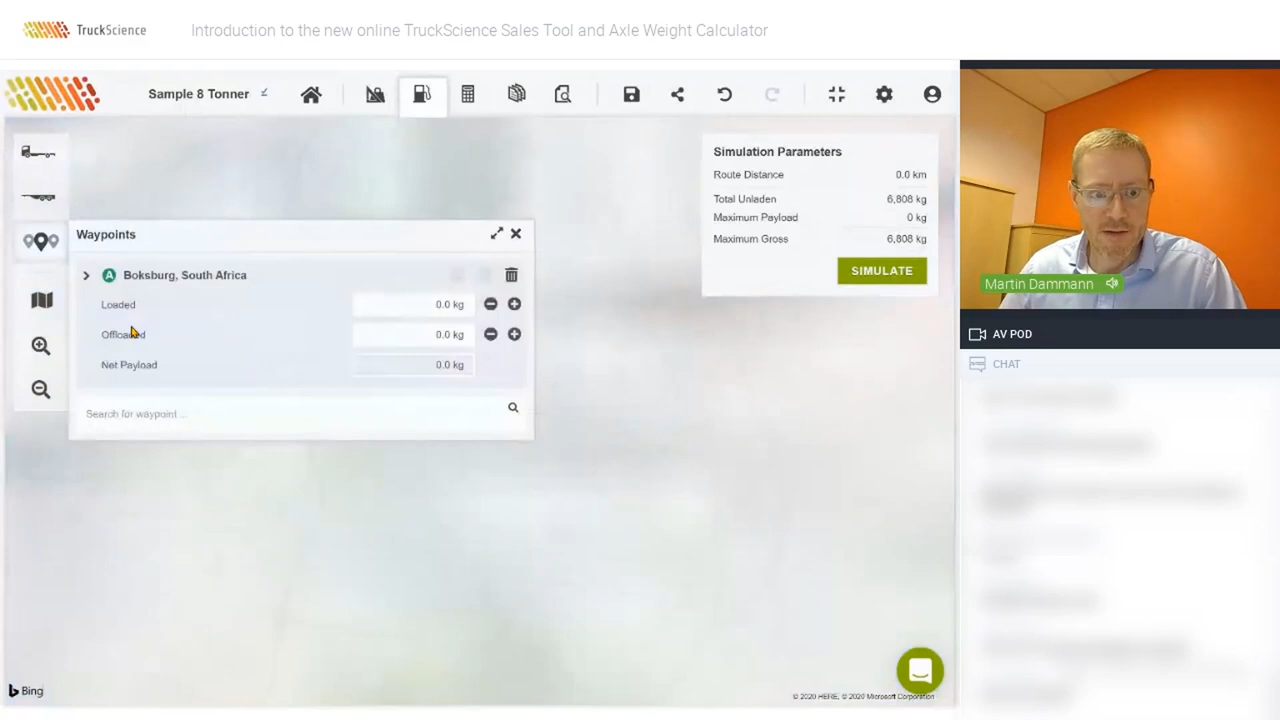 TruckScience
Introduction to the new online TruckScience Sales Tool and Axle Weight Calculator
Sample 8 Tonner
Waypoints
A Boksburg, South Africa
Loaded 0.0 kg
Offloaded 0.0 kg
Net Payload 0.0 kg
Search for waypoint ...
Simulation Parameters
Route Distance 0.0 km
Total Unladen 6,808 kg
Maximum Payload 0 kg
Maximum Gross 6,808 kg
SIMULATE
Bing
© 2020 HERE, © 2020 Microsoft Corporation
Martin Dammann
AV POD
CHAT